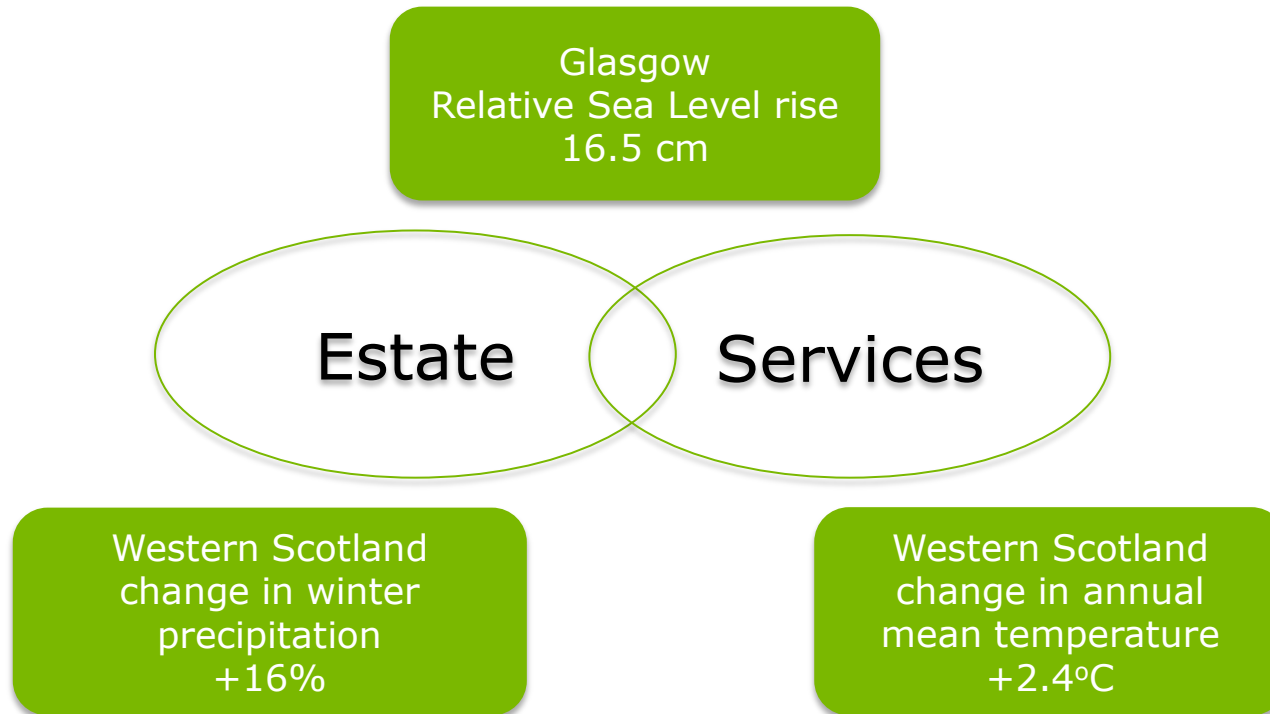 Glasgow
Relative Sea Level rise
16.5 cm
Estate
Services
Western Scotland
change in winter
precipitation
+16%
Western Scotland
change in annual
mean temperature
+2.4ºC